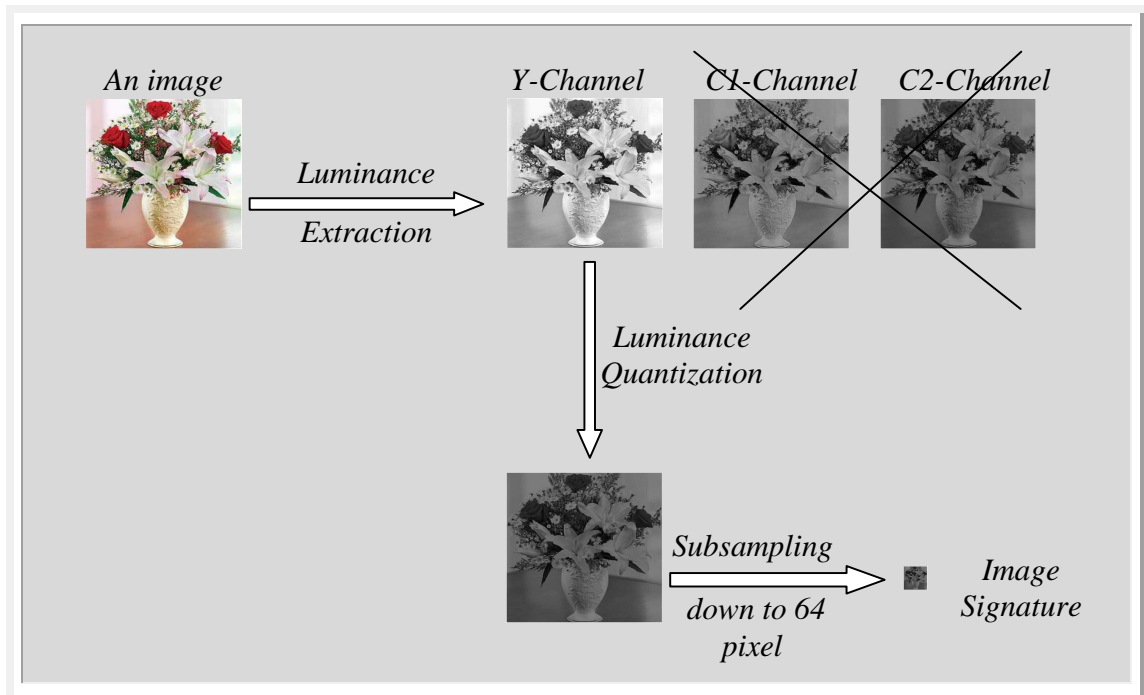 An image
Y-Channel
C1-Channel
C2-Channel
Luminance
Extraction
Luminance
Quantization
Subsampling
down to 64
pixel
Image
Signature